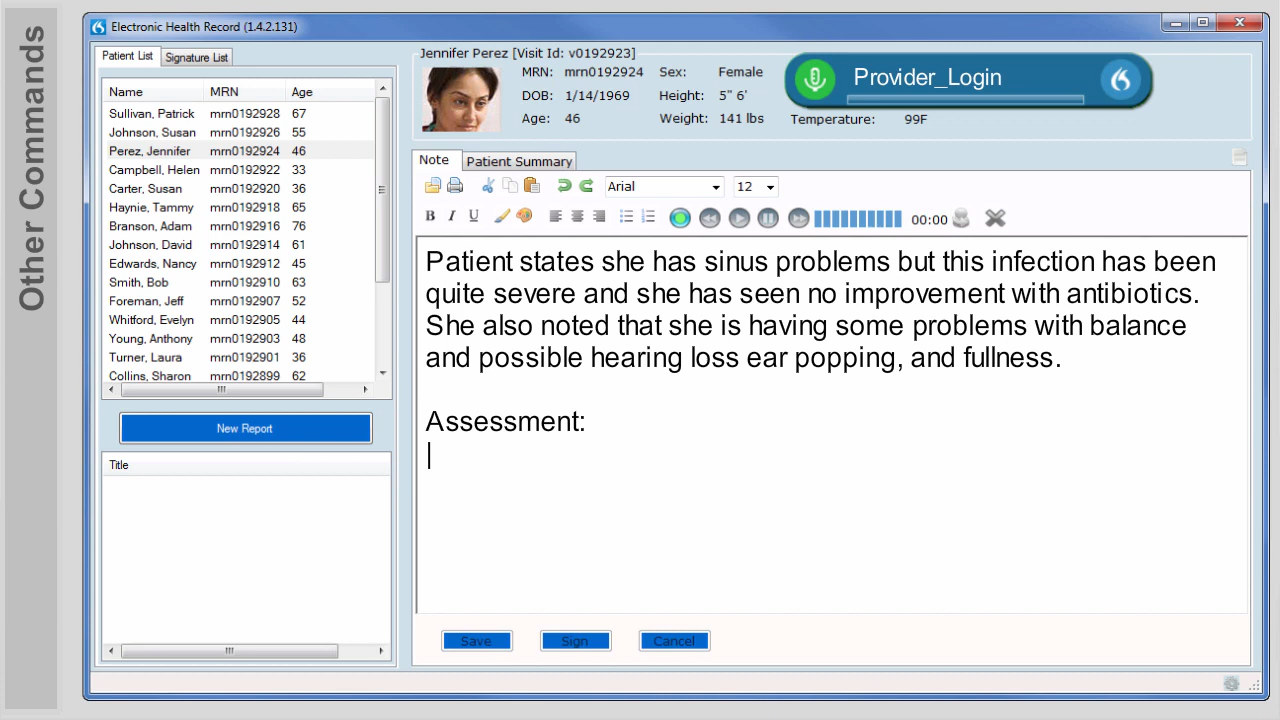 Other Commands
Electronic Health Record (1.4.2.131)
Patient List
Signature List
Name MRN Age
Sullivan, Patrick mrn0192928 67
Johnson, Susan mrn0192926 55
Perez, Jennifer mrn0192924 46
Campbell, Helen mrn0192922 33
Carter, Susan mrn0192920 36
Haynie, Tammy mrn0192918 65
Branson, Adam mrn0192916 76
Johnson, David mrn0192914 61
Edwards, Nancy mrn0192912 45
Smith, Bob mrn0192910 63
Foreman, Jeff mrn0192907 52
Whitford, Evelyn mrn0192905 44
Young, Anthony mrn0192903 48
Turner, Laura mrn0192901 36
Collins, Sharon mrn0192899 62
New Report
Title
Jennifer Perez [Visit Id: v0192923]
MRN: mrn0192924 Sex: Female
DOB: 1/14/1969 Height: 5" 6'
Age: 46 Weight: 141 lbs Temperature: 99F
Provider_Login
Note Patient Summary
Arial 12
B I U 00:00
Patient states she has sinus problems but this infection has been
quite severe and she has seen no improvement with antibiotics.
She also noted that she is having some problems with balance
and possible hearing loss ear popping, and fullness.
Assessment:
Save Sign Cancel